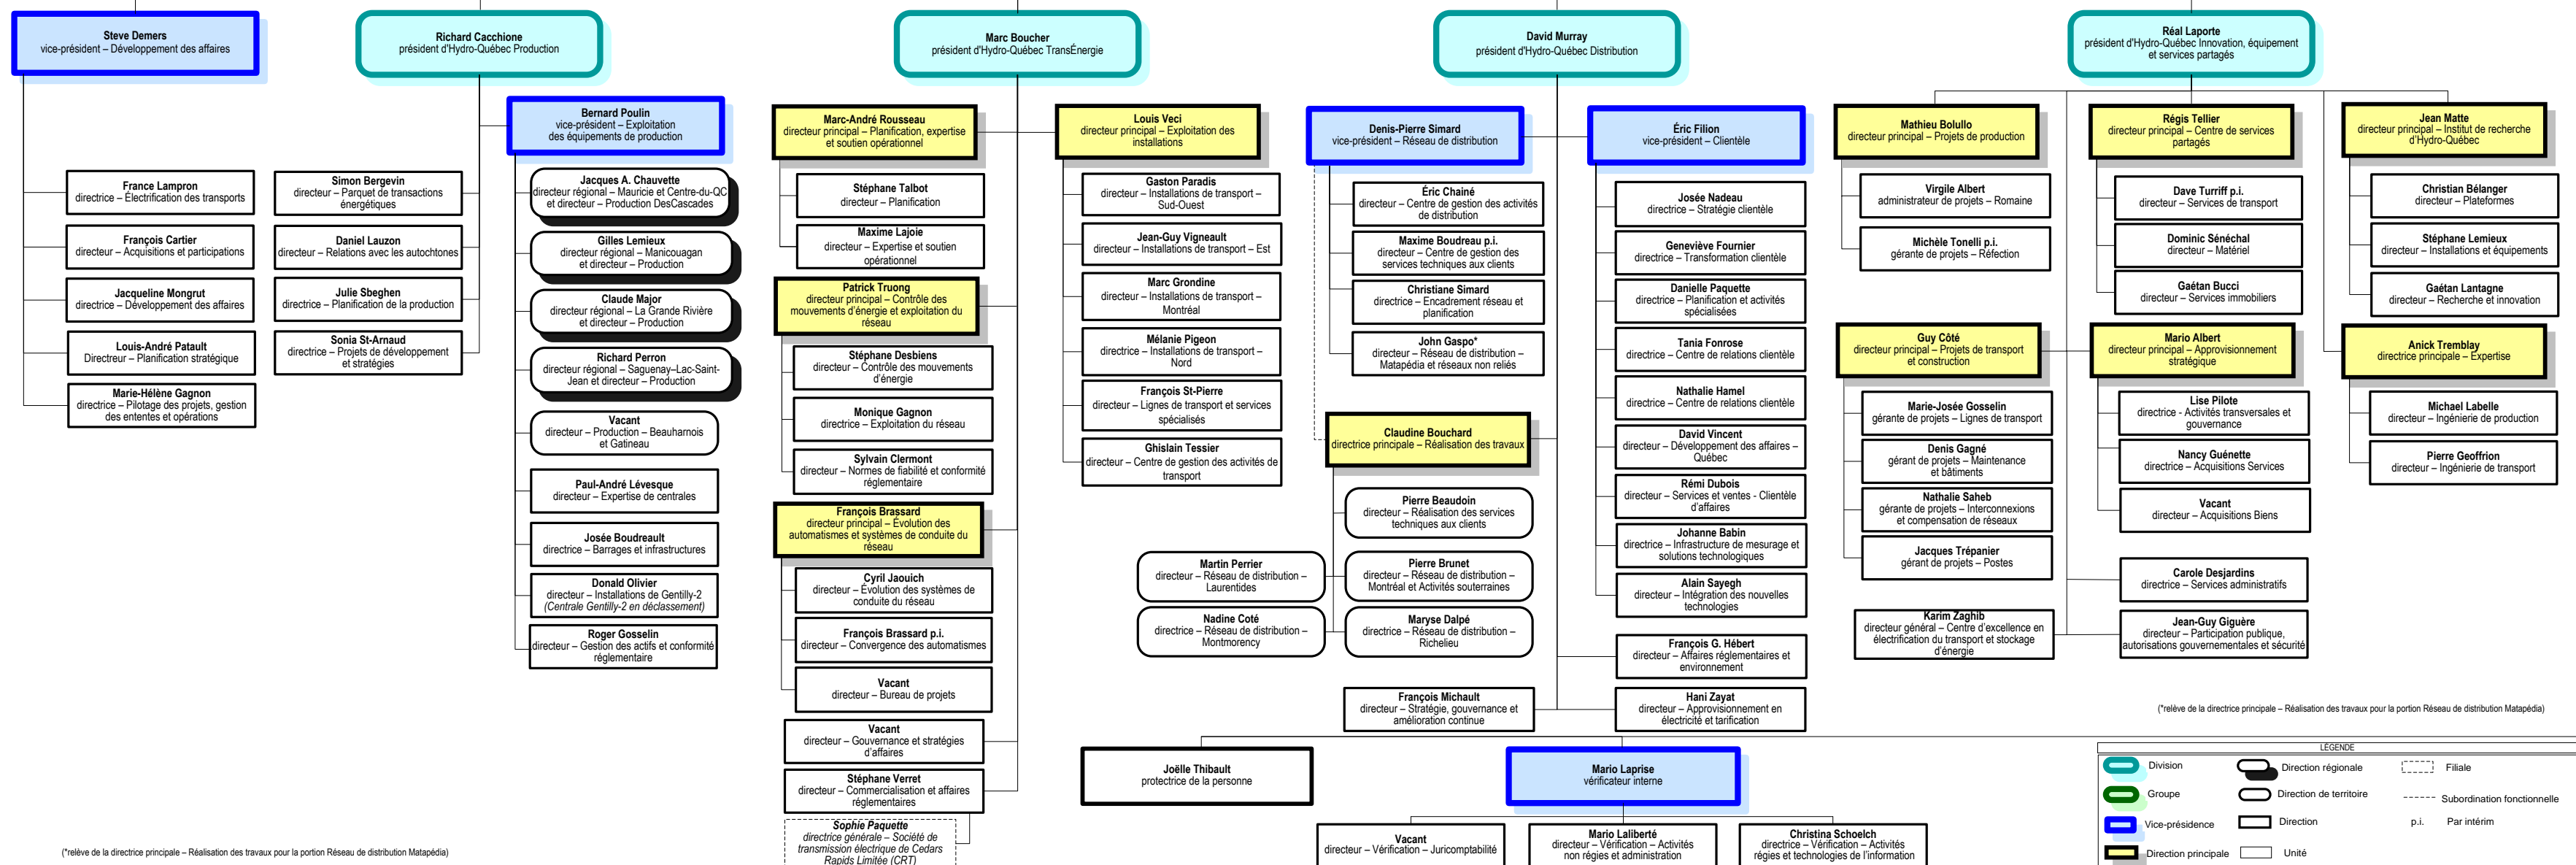 Steve Demers
vice-président – Développement des affaires
France Lampron
directrice – Électrification des transports
François Cartier
directeur – Acquisitions et participations
Jacqueline Mongrut
directrice – Développement des affaires
Louis-André Patault
Directreur – Planification stratégique
Marie-Hélène Gagnon
directrice – Pilotage des projets, gestion
des ententes et opérations
Richard Cacchione
président d'Hydro-Québec Production
Simon Bergevin
directeur – Parquet de transactions
énergétiques
Daniel Lauzon
directeur – Relations avec les autochtones
Julie Sbeghen
directrice – Planification de la production
Sonia St-Arnaud
directrice – Projets de développement
et stratégies
Bernard Poulin
vice-président – Exploitation
des équipements de production
Jacques A. Chauvette
directeur régional – Mauricie et Centre-du-QC
et directeur – Production DesCascades
Gilles Lemieux
directeur régional – Manicouagan
et directeur – Production
Claude Major
directeur régional – La Grande Rivière
et directeur – Production
Richard Perron
directeur régional – Saguenay–Lac-Saint-
Jean et directeur – Production
Vacant
directeur – Production – Beauharnois
et Gatineau
Paul-André Lévesque
directeur – Expertise de centrales
Josée Boudreault
directrice – Barrages et infrastructures
Donald Olivier
directeur – Installations de Gentilly-2
(Centrale Gentilly-2 en déclassement)
Roger Gosselin
directeur – Gestion des actifs et conformité
réglementaire
Marc Boucher
président d'Hydro-Québec TransÉnergie
Marc-André Rousseau
directeur principal – Planification, expertise
et soutien opérationnel
Stéphane Talbot
directeur – Planification
Maxime Lajoie
directeur – Expertise et soutien
opérationnel
Patrick Truong
directeur principal – Contrôle des
mouvements d'énergie et exploitation du
réseau
Stéphane Desbiens
directeur – Contrôle des mouvements
d'énergie
Monique Gagnon
directrice – Exploitation du réseau
Sylvain Clermont
directeur – Normes de fiabilité et conformité
réglementaire
François Brassard
directeur principal – Évolution des
automatismes et systèmes de conduite du
réseau
Cyril Jaouich
directeur – Évolution des systèmes de
conduite du réseau
François Brassard p.i.
directeur – Convergence des automatismes
Vacant
directeur – Bureau de projets
Vacant
directeur – Gouvernance et stratégies
d'affaires
Stéphane Verret
directeur – Commercialisation et affaires
réglementaires
Sophie Paquette
directrice générale – Société de
transmission électrique de Cedars
Rapids Limitée (CRT)
Louis Veci
directeur principal – Exploitation des
installations
Gaston Paradis
directeur – Installations de transport –
Sud-Ouest
Jean-Guy Vigneault
directeur – Installations de transport – Est
Marc Grondine
directeur – Installations de transport –
Montréal
Mélanie Pigeon
directrice – Installations de transport –
Nord
François St-Pierre
directeur – Lignes de transport et services
spécialisés
Ghislain Tessier
directeur – Centre de gestion des activités de
transport
David Murray
président d'Hydro-Québec Distribution
Denis-Pierre Simard
vice-président – Réseau de distribution
Éric Chainé
directeur – Centre de gestion des activités
de distribution
Maxime Boudreau p.i.
directeur – Centre de gestion des
services techniques aux clients
Christiane Simard
directrice – Encadrement réseau et
planification
John Gaspo*
directeur – Réseau de distribution –
Matapédia et réseaux non reliés
Claudine Bouchard
directrice principale – Réalisation des travaux
Pierre Beaudoin
directeur – Réalisation des services
techniques aux clients
Martin Perrier
directeur – Réseau de distribution –
Laurentides
Pierre Brunet
directeur – Réseau de distribution –
Montréal et Activités souterraines
Nadine Coté
directrice – Réseau de distribution –
Montmorency
Maryse Dalpé
directrice – Réseau de distribution –
Richelieu
François Michault
directeur – Stratégie, gouvernance et
amélioration continue
Éric Filion
vice-président – Clientèle
Josée Nadeau
directrice – Stratégie clientèle
Geneviève Fournier
directrice – Transformation clientèle
Danielle Paquette
directrice – Planification et activités
spécialisées
Tania Fonrose
directrice – Centre de relations clientèle
Nathalie Hamel
directrice – Centre de relations clientèle
David Vincent
directeur – Développement des affaires –
Québec
Rémi Dubois
directeur – Services et ventes - Clientèle
d'affaires
Johanne Babin
directrice – Infrastructure de mesurage et
solutions technologiques
Alain Sayegh
directeur – Intégration des nouvelles
technologies
François G. Hébert
directeur – Affaires réglementaires et
environnement
Hani Zayat
directeur – Approvisionnement en
électricité et tarification
Réal Laporte
président d'Hydro-Québec Innovation, équipement
et services partagés
Mathieu Bolullo
directeur principal – Projets de production
Virgile Albert
administrateur de projets – Romaine
Michèle Tonelli p.i.
gérante de projets – Réfection
Guy Côté
directeur principal – Projets de transport
et construction
Marie-Josée Gosselin
gérante de projets – Lignes de transport
Denis Gagné
gérant de projets – Maintenance
et bâtiments
Nathalie Saheb
gérante de projets – Interconnexions
et compensation de réseaux
Jacques Trépanier
gérant de projets – Postes
Karim Zaghib
directeur général – Centre d'excellence en
électrification du transport et stockage
d'énergie
Régis Tellier
directeur principal – Centre de services
partagés
Dave Turriff p.i.
directeur – Services de transport
Dominic Sénéchal
directeur – Matériel
Gaétan Bucci
directeur – Services immobiliers
Mario Albert
directeur principal – Approvisionnement
stratégique
Lise Pilote
directrice - Activités transversales et
gouvernance
Nancy Guénette
directrice – Acquisitions Services
Vacant
directeur – Acquisitions Biens
Carole Desjardins
directrice – Services administratifs
Jean-Guy Giguère
directeur – Participation publique,
autorisations gouvernementales et sécurité
Jean Matte
directeur principal – Institut de recherche
d'Hydro-Québec
Christian Bélanger
directeur – Plateformes
Stéphane Lemieux
directeur – Installations et équipements
Gaétan Lantagne
directeur – Recherche et innovation
Anick Tremblay
directrice principale – Expertise
Michael Labelle
directeur – Ingénierie de production
Pierre Geoffrion
directeur – Ingénierie de transport
(*relève de la directrice principale – Réalisation des travaux pour la portion Réseau de distribution Matapédia)
Joëlle Thibault
protectrice de la personne
Mario Laprise
vérificateur interne
Vacant
directeur – Vérification – Juricomptabilité
Mario Laliberté
directeur – Vérification – Activités
non régies et administration
Christina Schoelch
directrice – Vérification – Activités
régies et technologies de l'information
(*relève de la directrice principale – Réalisation des travaux pour la portion Réseau de distribution Matapédia)
LÉGENDE
Division
Direction régionale
Filiale
Groupe
Direction de territoire
Subordination fonctionnelle
Vice-présidence
Direction
p.i. Par intérim
Direction principale
Unité